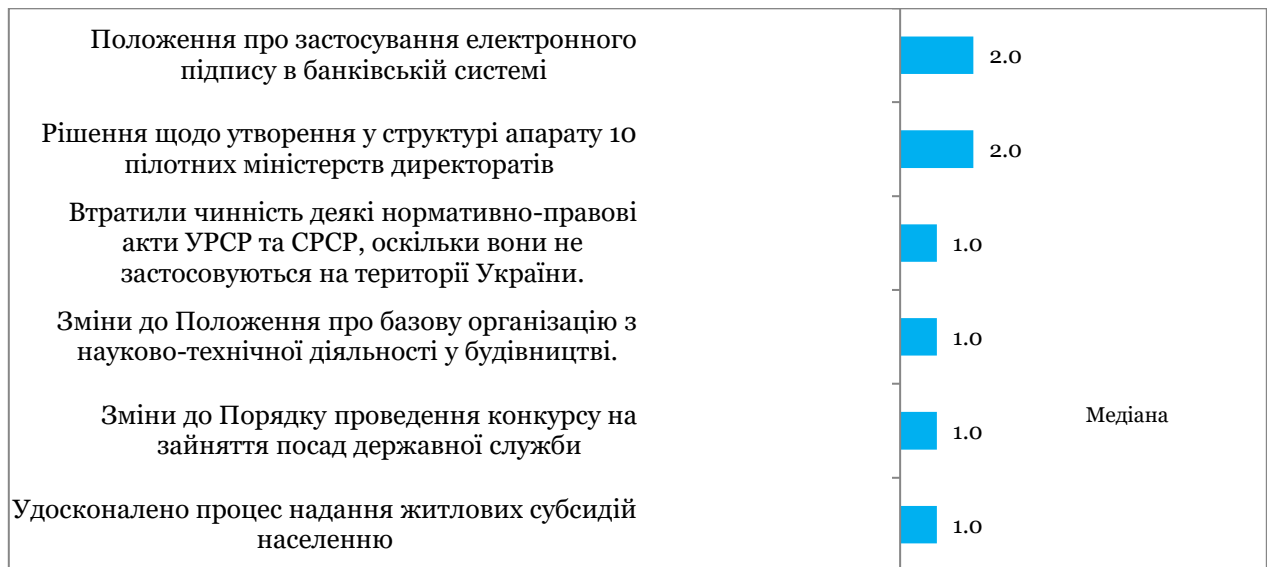 Положення про застосування електронного
підпису в банківській системі
2.0
Рішення щодо утворення у структурі апарату 10
пілотних міністерств директоратів
2.0
Втратили чинність деякі нормативно-правові
акти УРСР та СРСР, оскільки вони не
застосовуються на території України.
1.0
Зміни до Положення про базову організацію з
науково-технічної діяльності у будівництві.
1.0
Зміни до Порядку проведення конкурсу на
зайняття посад державної служби
1.0
Медіана
Удосконалено процес надання житлових субсидій
населенню
1.0